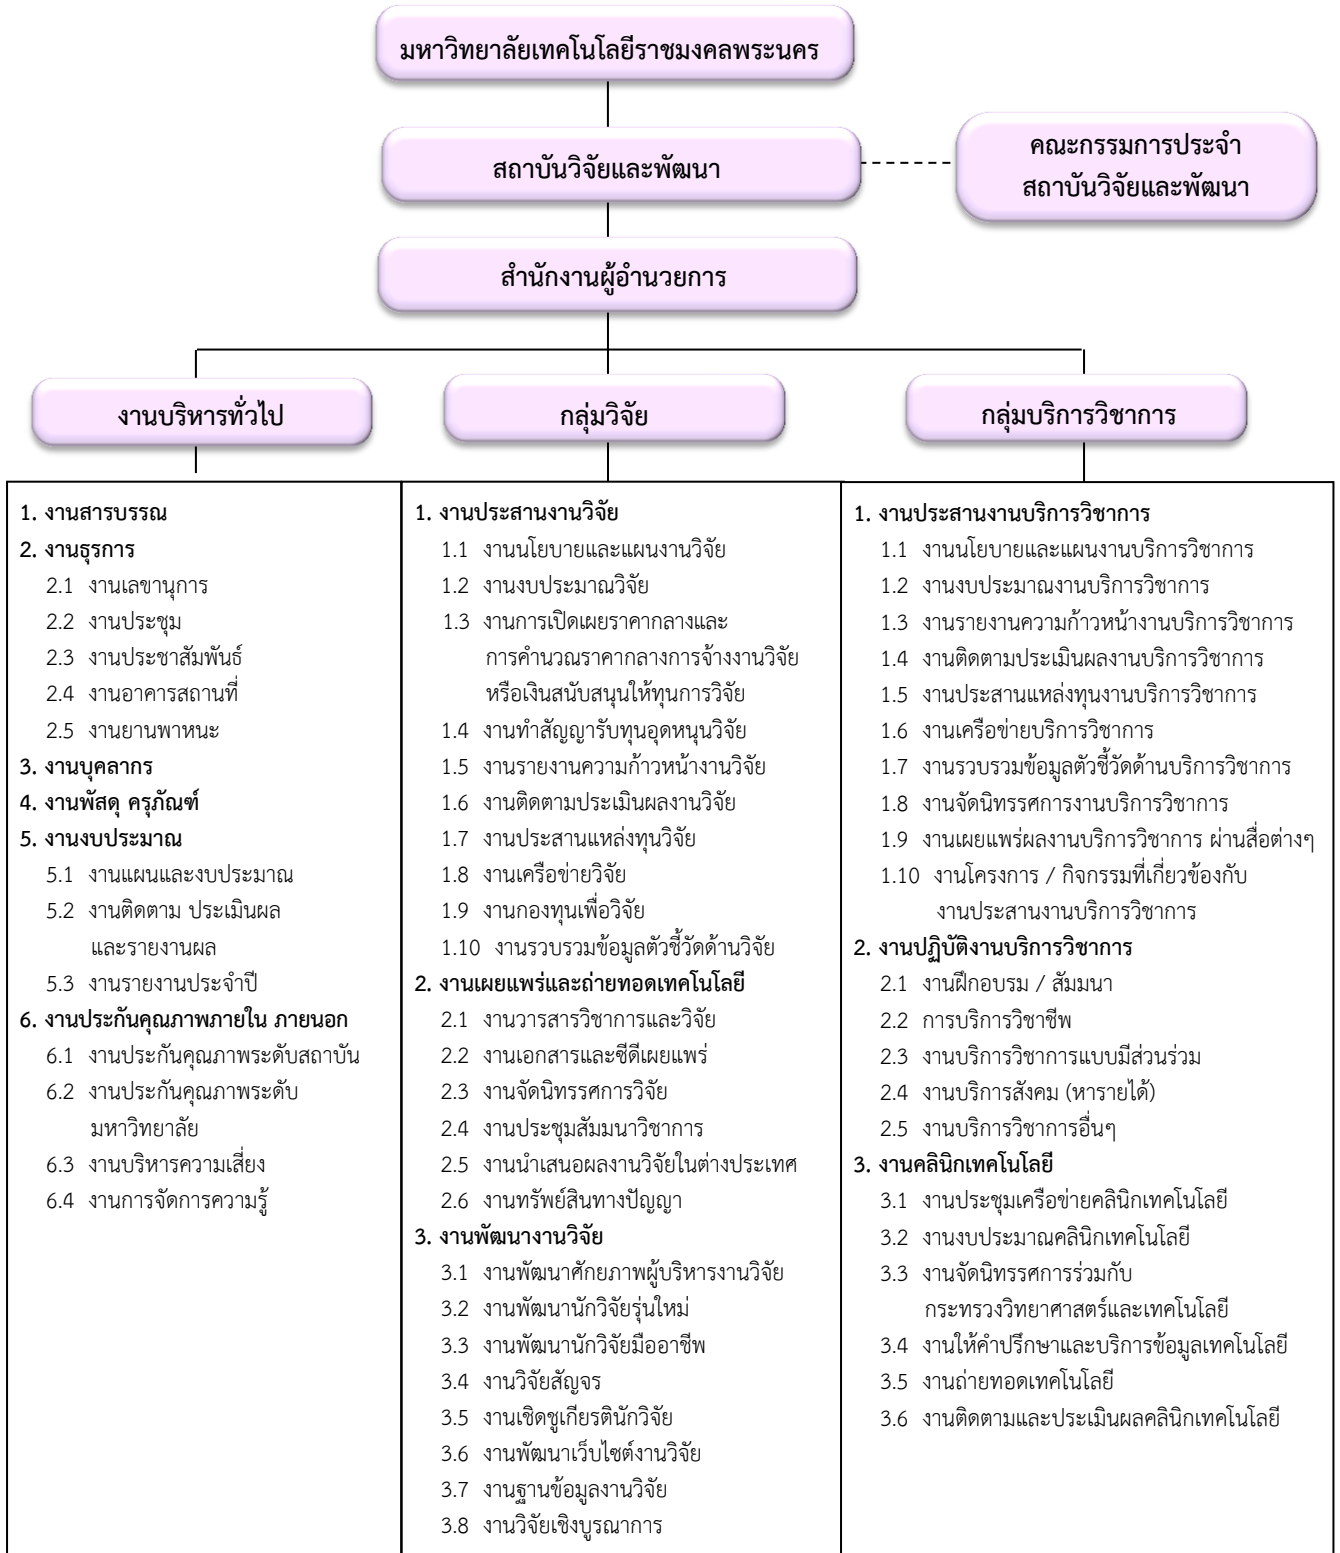 มหาวิทยาลัยเทคโนโลยีราชมงคลพระนคร
สถาบันวิจัยและพัฒนา
คณะกรรมการประจำ
สถาบันวิจัยและพัฒนา
สำนักงานผู้อำนวยการ
งานบริหารทั่วไป
กลุ่มวิจัย
กลุ่มบริการวิชาการ
1. งานสารบรรณ
2. งานธุรการ
2.1 งานเลขานุการ
2.2 งานประชุม
2.3 งานประชาสัมพันธ์
2.4 งานอาคารสถานที่
2.5 งานยานพาหนะ
3. งานบุคลากร
4. งานพัสดุ ครุภัณฑ์
5. งานงบประมาณ
5.1 งานแผนและงบประมาณ
5.2 งานติดตาม ประเมินผล
และรายงานผล
5.3 งานรายงานประจำปี
6. งานประกันคุณภาพภายใน ภายนอก
6.1 งานประกันคุณภาพระดับสถาบัน
6.2 งานประกันคุณภาพระดับ
มหาวิทยาลัย
6.3 งานบริหารความเสี่ยง
6.4 งานการจัดการความรู้
1. งานประสานงานวิจัย
1.1 งานนโยบายและแผนงานวิจัย
1.2 งานงบประมาณวิจัย
1.3 งานการเปิดเผยราคากลางและ
การคำนวณราคากลางการจ้างงานวิจัย
หรือเงินสนับสนุนให้ทุนการวิจัย
1.4 งานทำสัญญารับทุนอุดหนุนวิจัย
1.5 งานรายงานความก้าวหน้างานวิจัย
1.6 งานติดตามประเมินผลงานวิจัย
1.7 งานประสานแหล่งทุนวิจัย
1.8 งานเครือข่ายวิจัย
1.9 งานกองทุนเพื่อวิจัย
1.10 งานรวบรวมข้อมูลตัวชี้วัดด้านวิจัย
2. งานเผยแพร่และถ่ายทอดเทคโนโลยี
2.1 งานวารสารวิชาการและวิจัย
2.2 งานเอกสารและซีดีเผยแพร่
2.3 งานจัดนิทรรศการวิจัย
2.4 งานประชุมสัมมนาวิชาการ
2.5 งานนำเสนอผลงานวิจัยในต่างประเทศ
2.6 งานทรัพย์สินทางปัญญา
3. งานพัฒนางานวิจัย
3.1 งานพัฒนาศักยภาพผู้บริหารงานวิจัย
3.2 งานพัฒนานักวิจัยรุ่นใหม่
3.3 งานพัฒนานักวิจัยมืออาชีพ
3.4 งานวิจัยสัญจร
3.5 งานเชิดชูเกียรตินักวิจัย
3.6 งานพัฒนาเว็บไซต์งานวิจัย
3.7 งานฐานข้อมูลงานวิจัย
3.8 งานวิจัยเชิงบูรณาการ
1. งานประสานงานบริการวิชาการ
1.1 งานนโยบายและแผนงานบริการวิชาการ
1.2 งานงบประมาณงานบริการวิชาการ
1.3 งานรายงานความก้าวหน้างานบริการวิชาการ
1.4 งานติดตามประเมินผลงานบริการวิชาการ
1.5 งานประสานแหล่งทุนงานบริการวิชาการ
1.6 งานเครือข่ายบริการวิชาการ
1.7 งานรวบรวมข้อมูลตัวชี้วัดด้านบริการวิชาการ
1.8 งานจัดนิทรรศการงานบริการวิชาการ
1.9 งานเผยแพร่ผลงานบริการวิชาการ ผ่านสื่อต่างๆ
1.10 งานโครงการ / กิจกรรมที่เกี่ยวข้องกับ
งานประสานงานบริการวิชาการ
2. งานปฏิบัติงานบริการวิชาการ
2.1 งานฝึกอบรม / สัมมนา
2.2 การบริการวิชาชีพ
2.3 งานบริการวิชาการแบบมีส่วนร่วม
2.4 งานบริการสังคม (หารายได้)
2.5 งานบริการวิชาการอื่นๆ
3. งานคลินิกเทคโนโลยี
3.1 งานประชุมเครือข่ายคลินิกเทคโนโลยี
3.2 งานงบประมาณคลินิกเทคโนโลยี
3.3 งานจัดนิทรรศการร่วมกับ
กระทรวงวิทยาศาสตร์และเทคโนโลยี
3.4 งานให้คำปรึกษาและบริการข้อมูลเทคโนโลยี
3.5 งานถ่ายทอดเทคโนโลยี
3.6 งานติดตามและประเมินผลคลินิกเทคโนโลยี